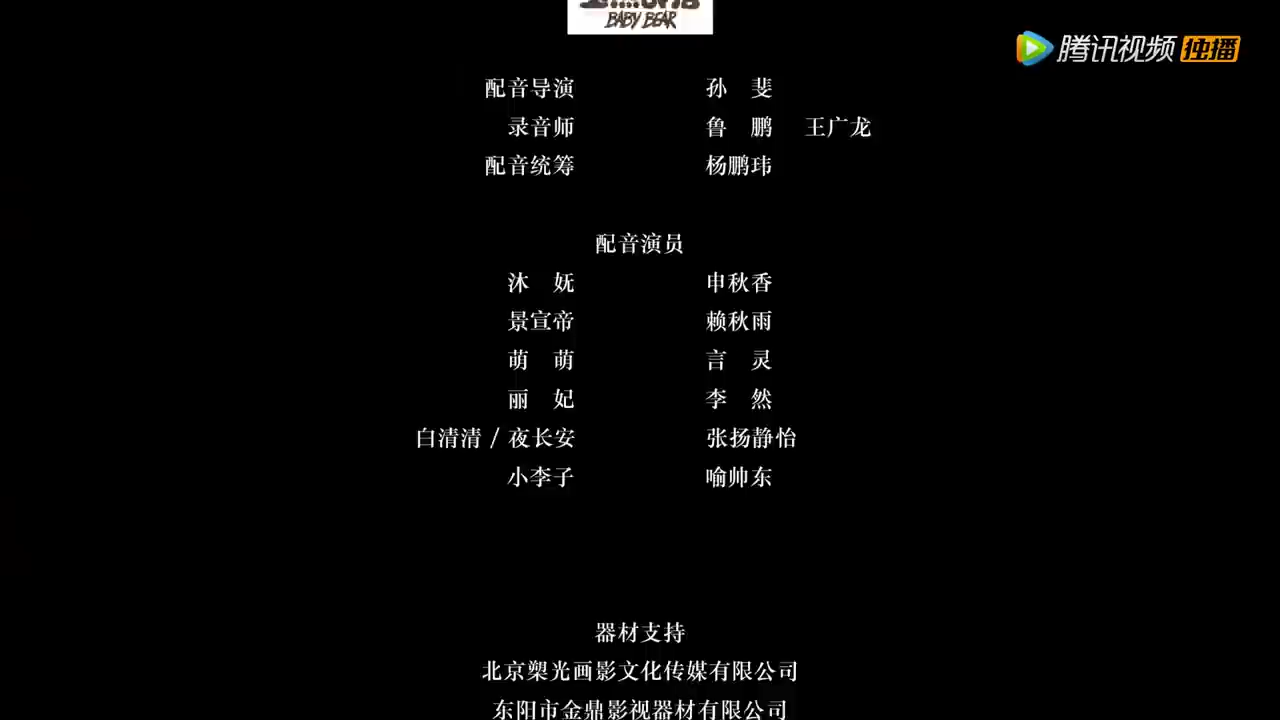 BABY BEAR
腾讯视频 独播
配音导演 孙 斐
录音师 鲁 鹏 王广龙
配音统筹 杨鹏玮
配音演员
沐 妩 申秋香
景宣帝 赖秋雨
萌 萌 言 灵
丽 妃 李 然
白清清 / 夜长安 张扬静怡
小李子 喻帅东
器材支持
北京槊光画影文化传媒有限公司
东阳市金鼎影视器材有限公司